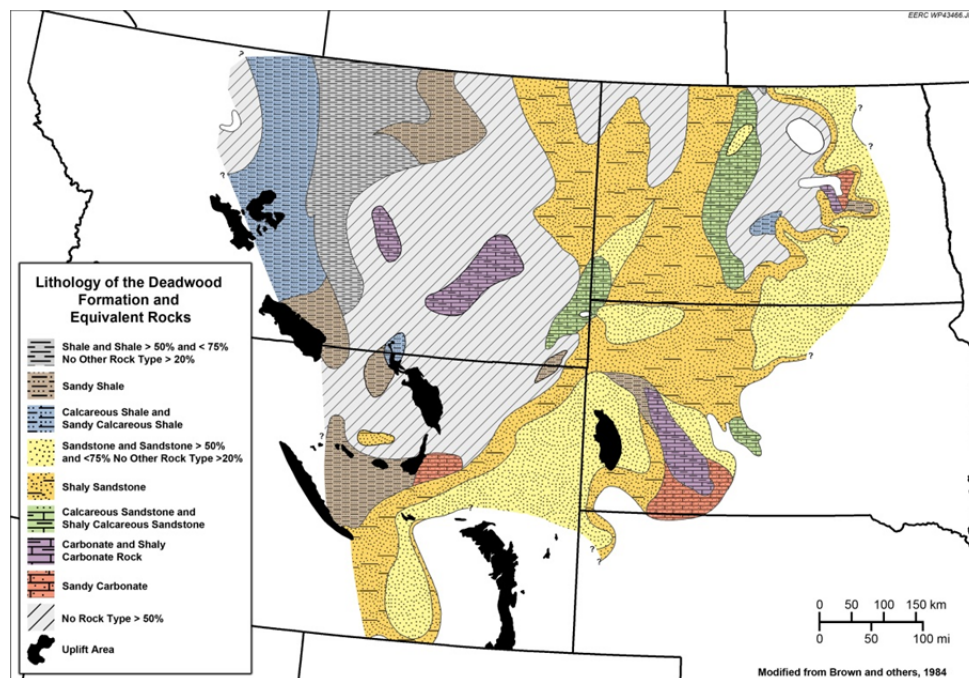 EERC WP43466.J
?
?
?
?
?
Lithology of the Deadwood
Formation and
Equivalent Rocks
Shale and Shale > 50% and < 75%
No Other Rock Type > 20%
Sandy Shale
Calcareous Shale and
Sandy Calcareous Shale
Sandstone and Sandstone > 50%
and <75% No Other Rock Type >20%
Shaly Sandstone
Calcareous Sandstone and
Shaly Calcareous Sandstone
Carbonate and Shaly
Carbonate Rock
Sandy Carbonate
No Rock Type > 50%
Uplift Area
?
?
?
?
?
0 50 100 150 km
0 50 100 mi
Modified from Brown and others, 1984